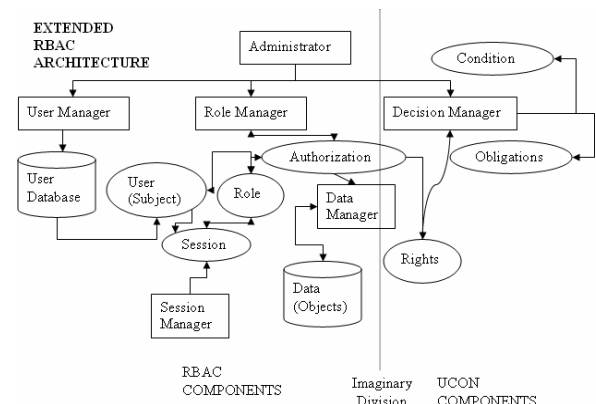 EXTENDED
RBAC
ARCHITECTURE
Administrator
Condition
User Manager
Role Manager
Decision Manager
Authorization
Obligations
User
Database
User
(Subject)
Role
Data
Manager
Session
Rights
Data
(Objects)
Session
Manager
RBAC
COMPONENTS
Imaginary
Division
UCON
COMPONENTS